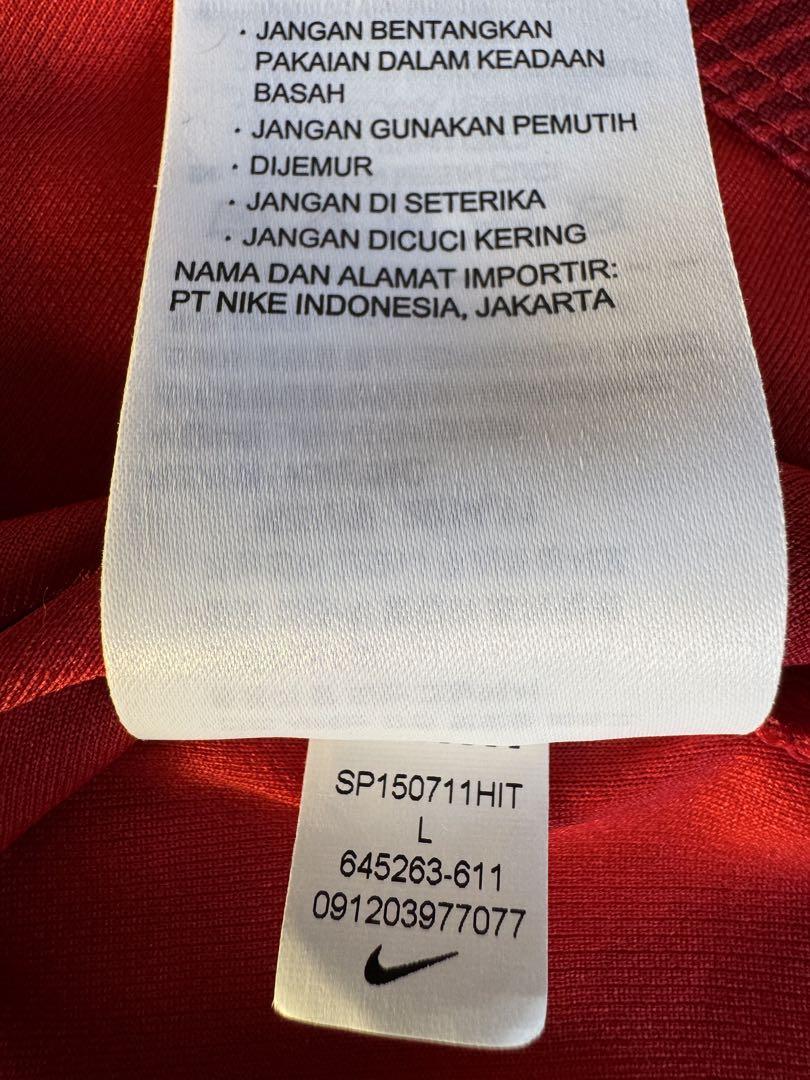 · JANGAN BENTANGKAN
PAKAIAN DALAM KEADAAN
BASAH
· JANGAN GUNAKAN PEMUTIH
· DIJEMUR
· JANGAN DI SETERIKA
· JANGAN DICUCI KERING
NAMA DAN ALAMAT IMPORTIR:
PT NIKE INDONESIA, JAKARTA
SP150711HIT
L
645263-611
091203977077